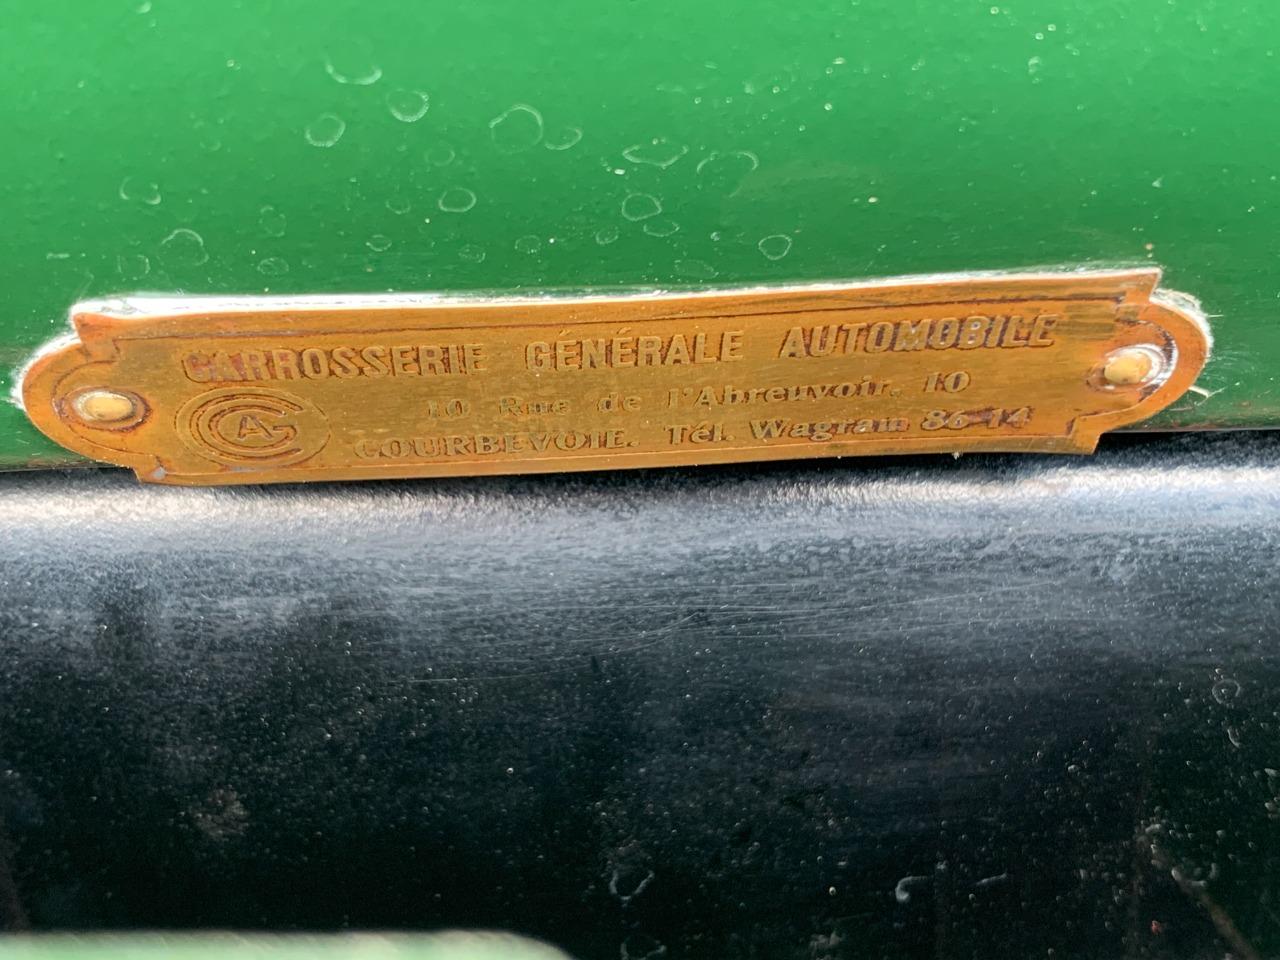 CARROSSERIE GÉNÉRALE AUTOMOBILE
10 Rue de l'Abreuvoir. 10
CGA
COURBEVOIE. Tél. Wagram 86-14